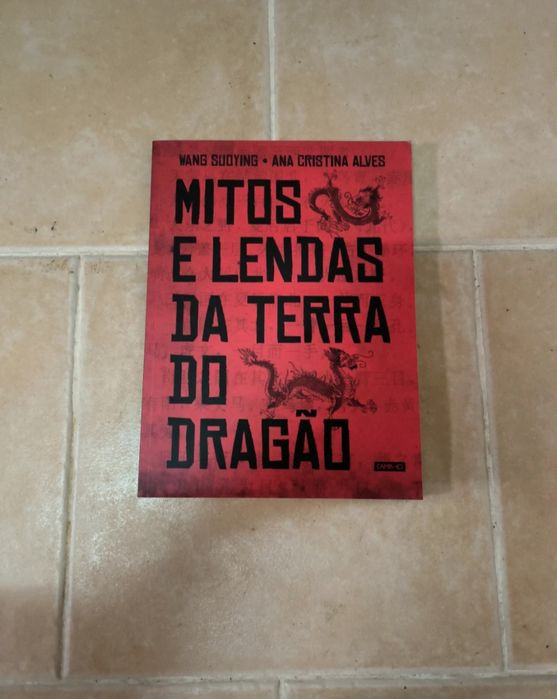 WANG SUOYING • ANA CRISTINA ALVES
MITOS
E LENDAS
DA TERRA
DO
DRAGÃO
CAMINHO